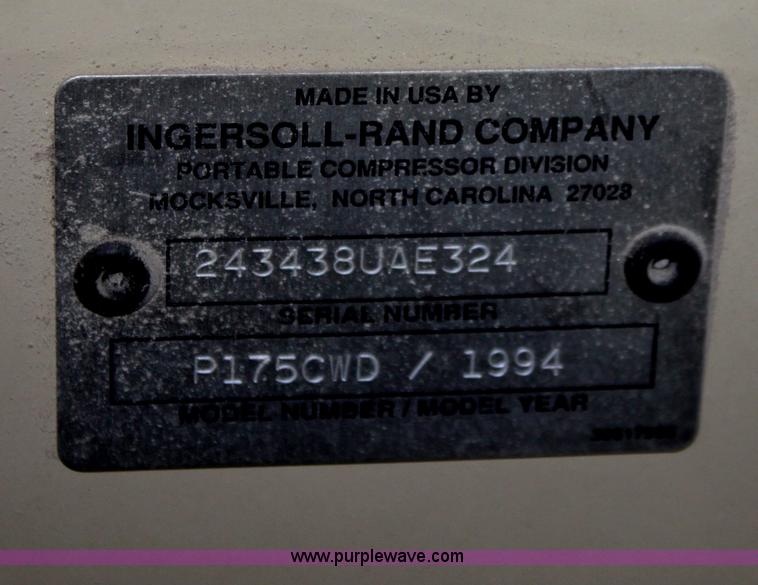 MADE IN USA BY
INGERSOLL-RAND COMPANY
PORTABLE COMPRESSOR DIVISION
MOCKSVILLE, NORTH CAROLINA 27028
243438UAE324
SERIAL NUMBER
P175CWD / 1994
MODEL NUMBER / MODEL YEAR
www.purplewave.com